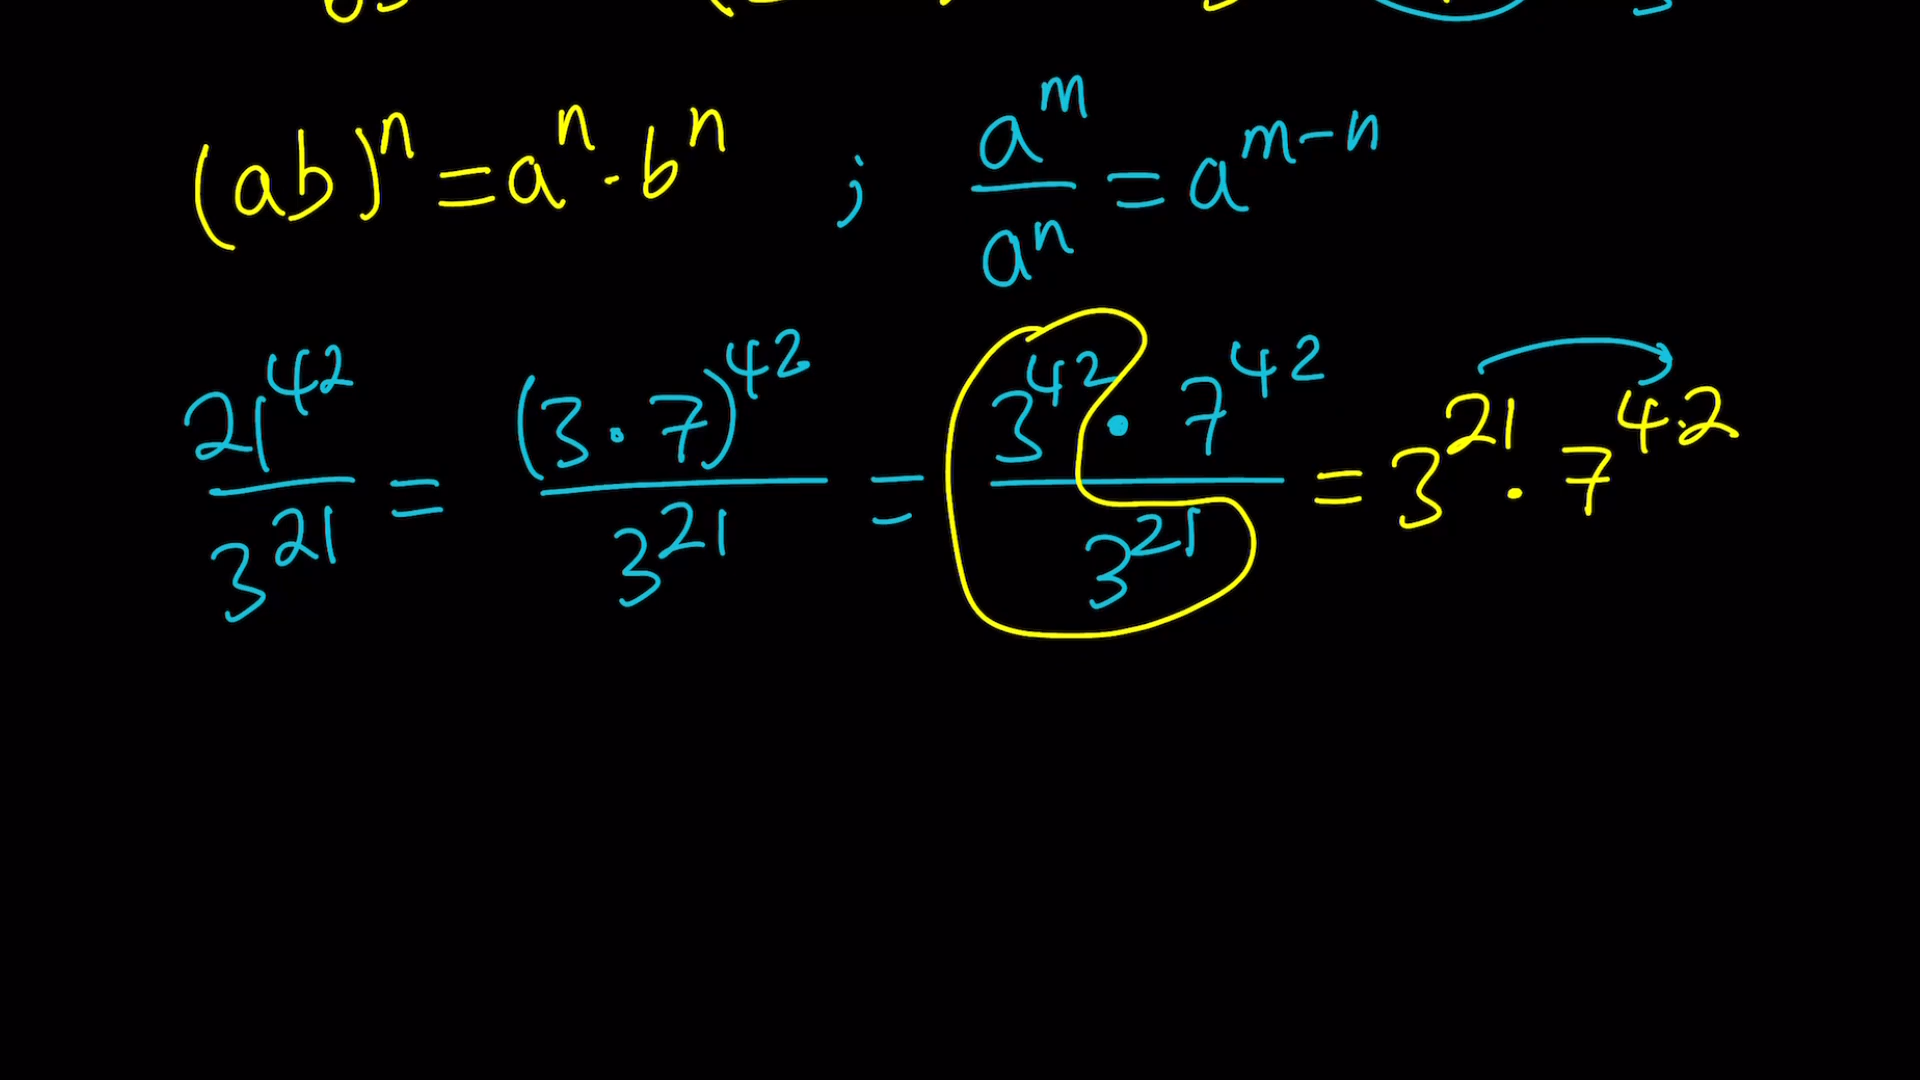 (ab)^n = a^n · b^n ; a^m / a^n = a^{m-n}
21^{42} / 3^{21} = (3 · 7)^{42} / 3^{21} = 3^{42} · 7^{42} / 3^{21} = 3^{21} · 7^{42}